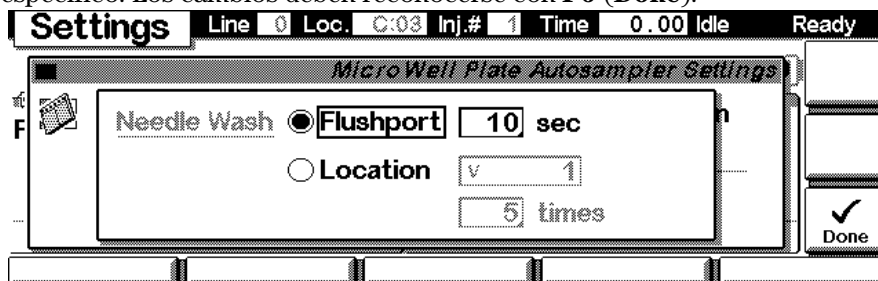 específico. Los cambios deben reconocerse con F6 (Done).
Settings Line 0 Loc. C:03 Inj.# 1 Time 0.00 Idle Ready
MicroWell Plate Autosampler Settings
F
n
Needle Wash Flushport 10 sec
Location v 1
5 times
Done